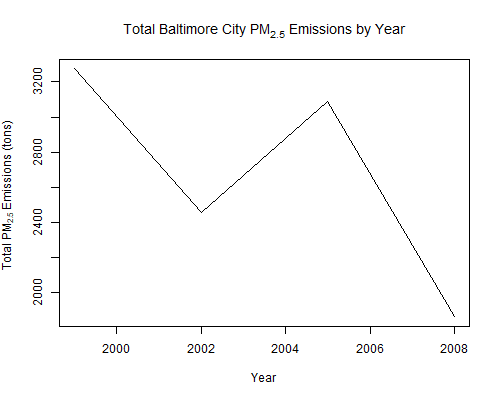 Total Baltimore City PM2.5 Emissions by Year
Total PM2.5 Emissions (tons)
3200
2800
2400
2000
2000 2002 2004 2006 2008
Year